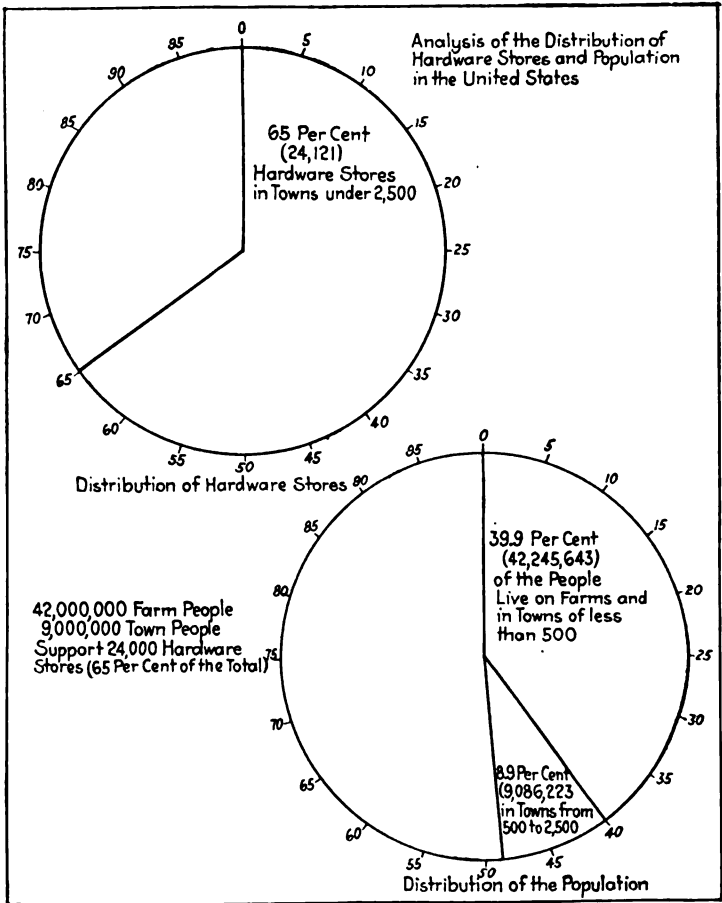 Analysis of the Distribution of
Hardware Stores and Population
in the United States
0
5
10
15
20
25
30
35
40
45
50
55
60
65
70
75
80
85
90
95
65 Per Cent
(24,121)
Hardware Stores
in Towns under 2,500
Distribution of Hardware Stores
0
5
10
15
20
25
30
35
40
45
50
55
60
65
70
75
80
85
90
95
39.9 Per Cent
(42,245,643)
of the People
Live on Farms and
in Towns of less
than 500
8.9 Per Cent
(9,086,223
in Towns from
500 to 2,500
42,000,000 Farm People
9,000,000 Town People
Support 24,000 Hardware
Stores (65 Per Cent of the Total)
Distribution of the Population